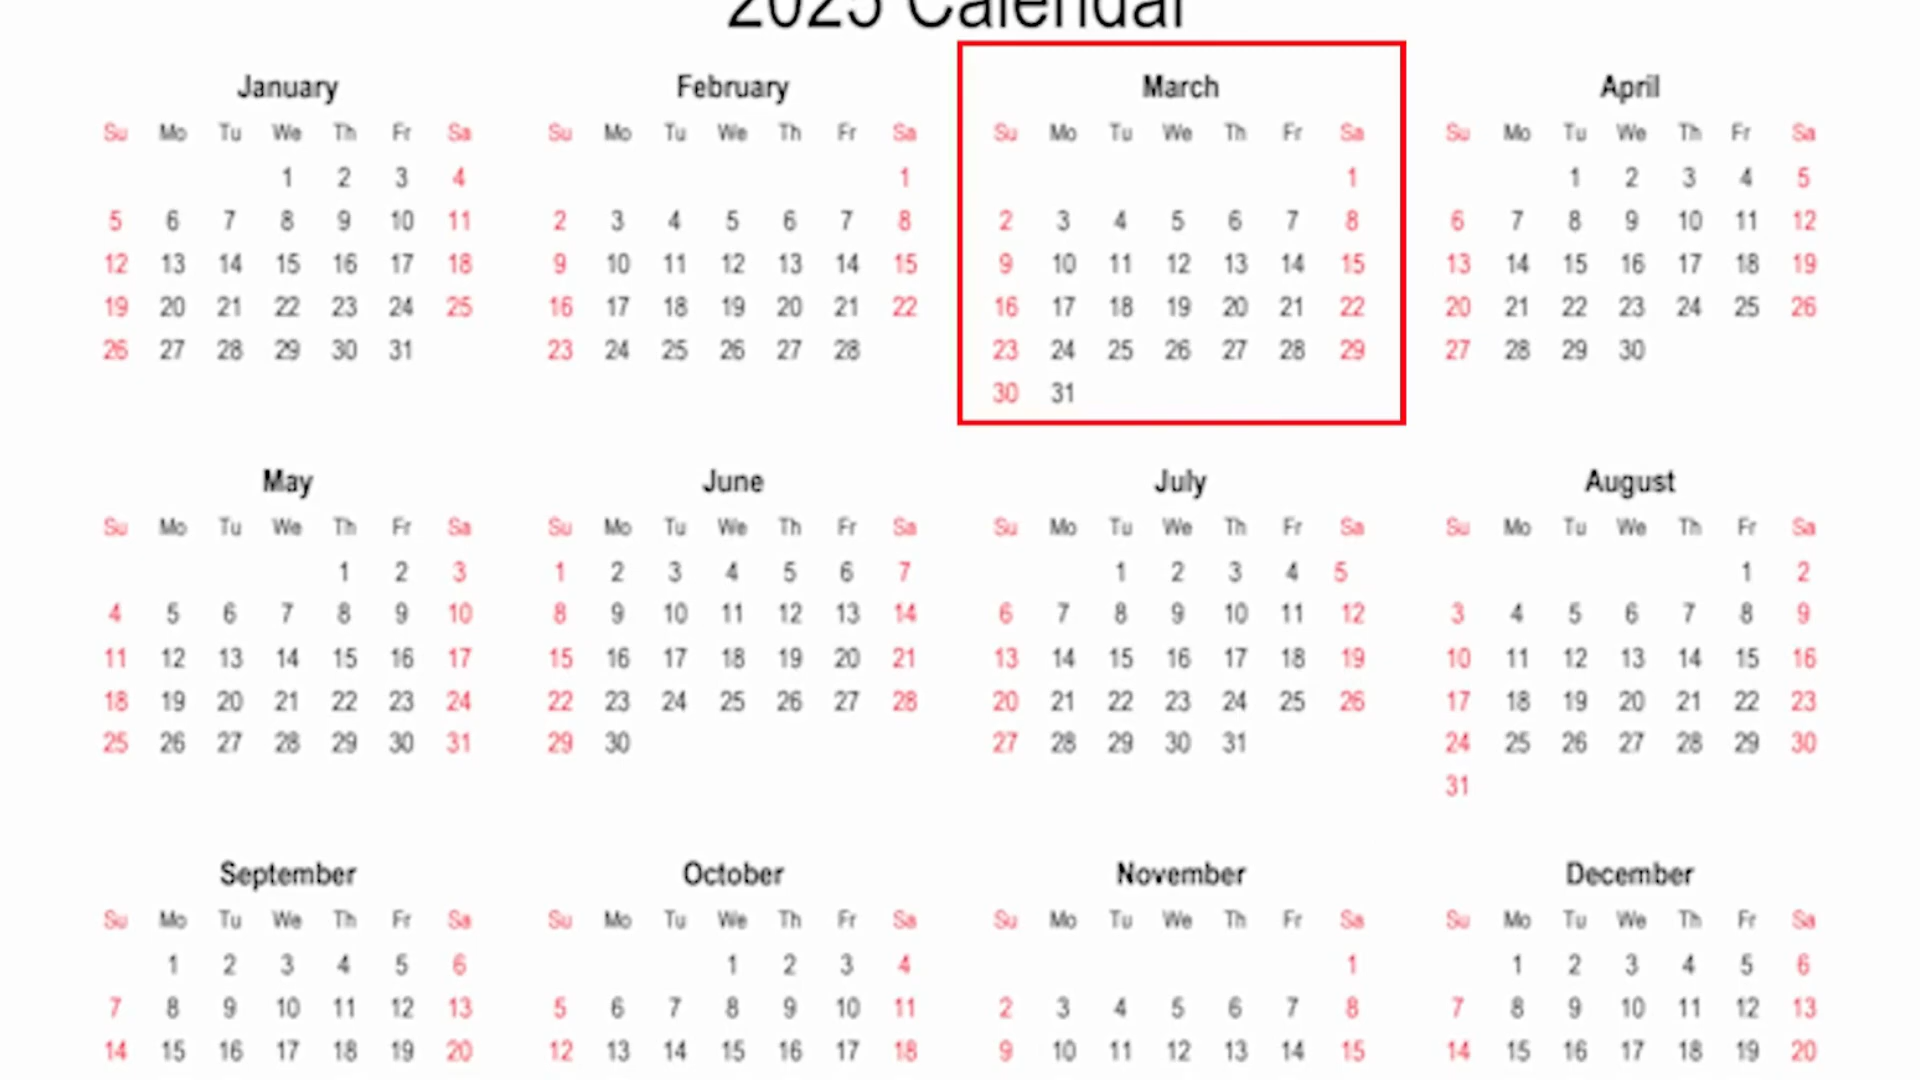 2025 Calendar
January February March April
Su Mo Tu We Th Fr Sa Su Mo Tu We Th Fr Sa Su Mo Tu We Th Fr Sa Su Mo Tu We Th Fr Sa
1 2 3 4 1 1 1 2 3 4 5
5 6 7 8 9 10 11 2 3 4 5 6 7 8 2 3 4 5 6 7 8 6 7 8 9 10 11 12
12 13 14 15 16 17 18 9 10 11 12 13 14 15 9 10 11 12 13 14 15 13 14 15 16 17 18 19
19 20 21 22 23 24 25 16 17 18 19 20 21 22 16 17 18 19 20 21 22 20 21 22 23 24 25 26
26 27 28 29 30 31 23 24 25 26 27 28 23 24 25 26 27 28 29 27 28 29 30
30 31
May June July August
Su Mo Tu We Th Fr Sa Su Mo Tu We Th Fr Sa Su Mo Tu We Th Fr Sa Su Mo Tu We Th Fr Sa
1 2 3 1 2 3 4 5 6 7 1 2 3 4 5 1 2
4 5 6 7 8 9 10 8 9 10 11 12 13 14 6 7 8 9 10 11 12 3 4 5 6 7 8 9
11 12 13 14 15 16 17 15 16 17 18 19 20 21 13 14 15 16 17 18 19 10 11 12 13 14 15 16
18 19 20 21 22 23 24 22 23 24 25 26 27 28 20 21 22 23 24 25 26 17 18 19 20 21 22 23
25 26 27 28 29 30 31 29 30 27 28 29 30 31 24 25 26 27 28 29 30
31
September October November December
Su Mo Tu We Th Fr Sa Su Mo Tu We Th Fr Sa Su Mo Tu We Th Fr Sa Su Mo Tu We Th Fr Sa
1 2 3 4 5 6 1 2 3 4 1 1 2 3 4 5 6
7 8 9 10 11 12 13 5 6 7 8 9 10 11 2 3 4 5 6 7 8 7 8 9 10 11 12 13
14 15 16 17 18 19 20 12 13 14 15 16 17 18 9 10 11 12 13 14 15 14 15 16 17 18 19 20